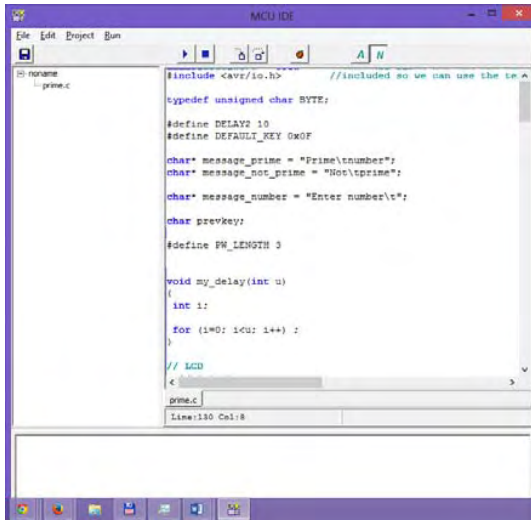 MCU IDE
File Edit Project Run
A N
noname
prime.c
#include <avr/io.h> //included so we can use the te
typedef unsigned char BYTE;
#define DELAY2 10
#define DEFAULT_KEY 0x0F
char* message_prime = "Prime\tnumber";
char* message_not_prime = "Not\tprime";
char* message_number = "Enter number\t";
char prevkey;
#define PW_LENGTH 3
void my_delay(int u)
{
int i;
for (i=0; i<u; i++) ;
}
// LCD
prime.c
Line:130 Col:8